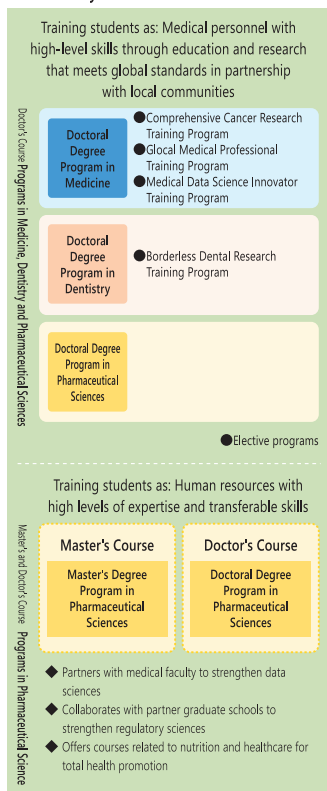 Training students as: Medical personnel with
high-level skills through education and research
that meets global standards in partnership
with local communities
Doctor's Course Programs in Medicine, Dentistry and Pharmaceutical Sciences
Doctoral
Degree
Program in
Medicine
●Comprehensive Cancer Research
Training Program
●Glocal Medical Professional
Training Program
●Medical Data Science Innovator
Training Program
Doctoral
Degree
Program in
Dentistry
●Borderless Dental Research
Training Program
Doctoral Degree
Program in
Pharmaceutical
Sciences
●Elective programs
Training students as: Human resources with
high levels of expertise and transferable skills
Master's and Doctor's Course Programs in Pharmaceutical Science
Master's Course
Master's Degree
Program in
Pharmaceutical
Sciences
Doctor's Course
Doctoral Degree
Program in
Pharmaceutical
Sciences
◆ Partners with medical faculty to strengthen data
sciences
◆ Collaborates with partner graduate schools to
strengthen regulatory sciences
◆ Offers courses related to nutrition and healthcare for
total health promotion